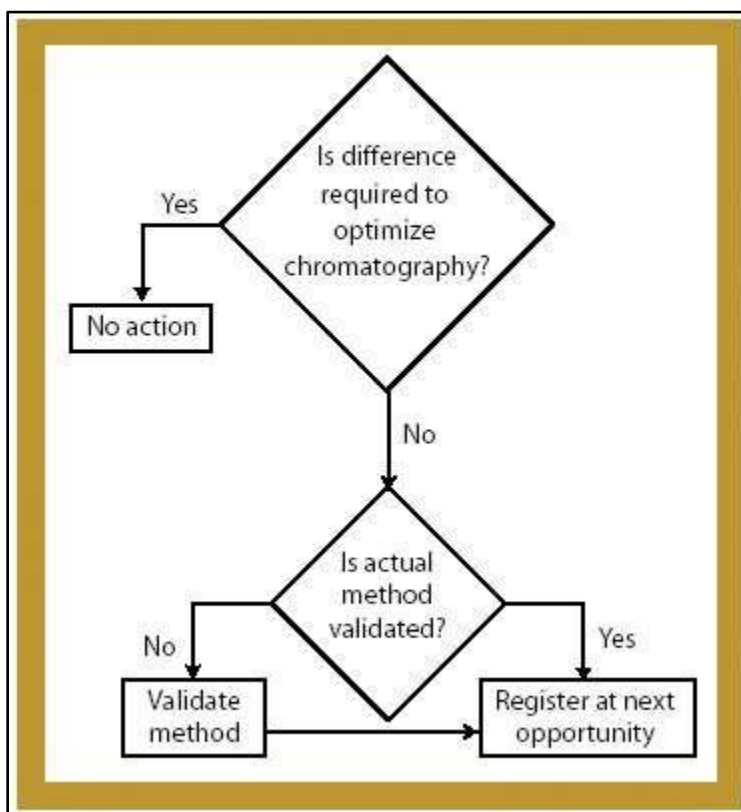 Is difference
required to
optimize
chromatography?
Yes
No action
No
Is actual
method
validated?
No
Yes
Validate
method
Register at next
opportunity